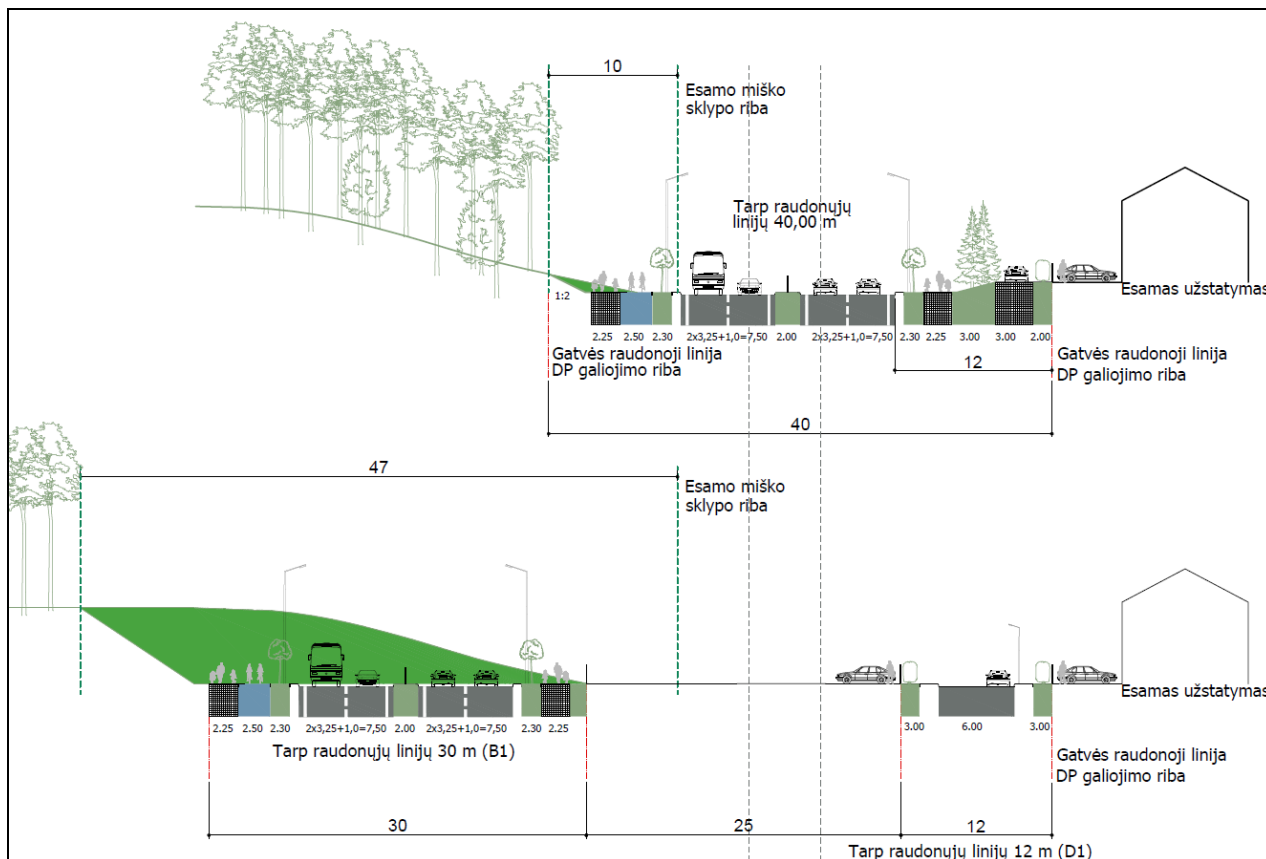 10
Esamo miško
sklypo riba
Tarp raudonųjų
linijų 40,00 m
Esamas užstatymas
1:2
2.25 2.50 2.30 2x3,25+1,0=7,50 2.00 2x3,25+1,0=7,50 2.30 2.25 3.00 3.00 2.00
Gatvės raudonoji linija
DP galiojimo riba
12
Gatvės raudonoji linija
DP galiojimo riba
40
47
Esamo miško
sklypo riba
Esamas užstatymas
2.25 2.50 2.30 2x3,25+1,0=7,50 2.00 2x3,25+1,0=7,50 2.30 2.25 3.00 6.00 3.00
Tarp raudonųjų linijų 30 m (B1)
Gatvės raudonoji linija
DP galiojimo riba
30 25 12
Tarp raudonųjų linijų 12 m (D1)